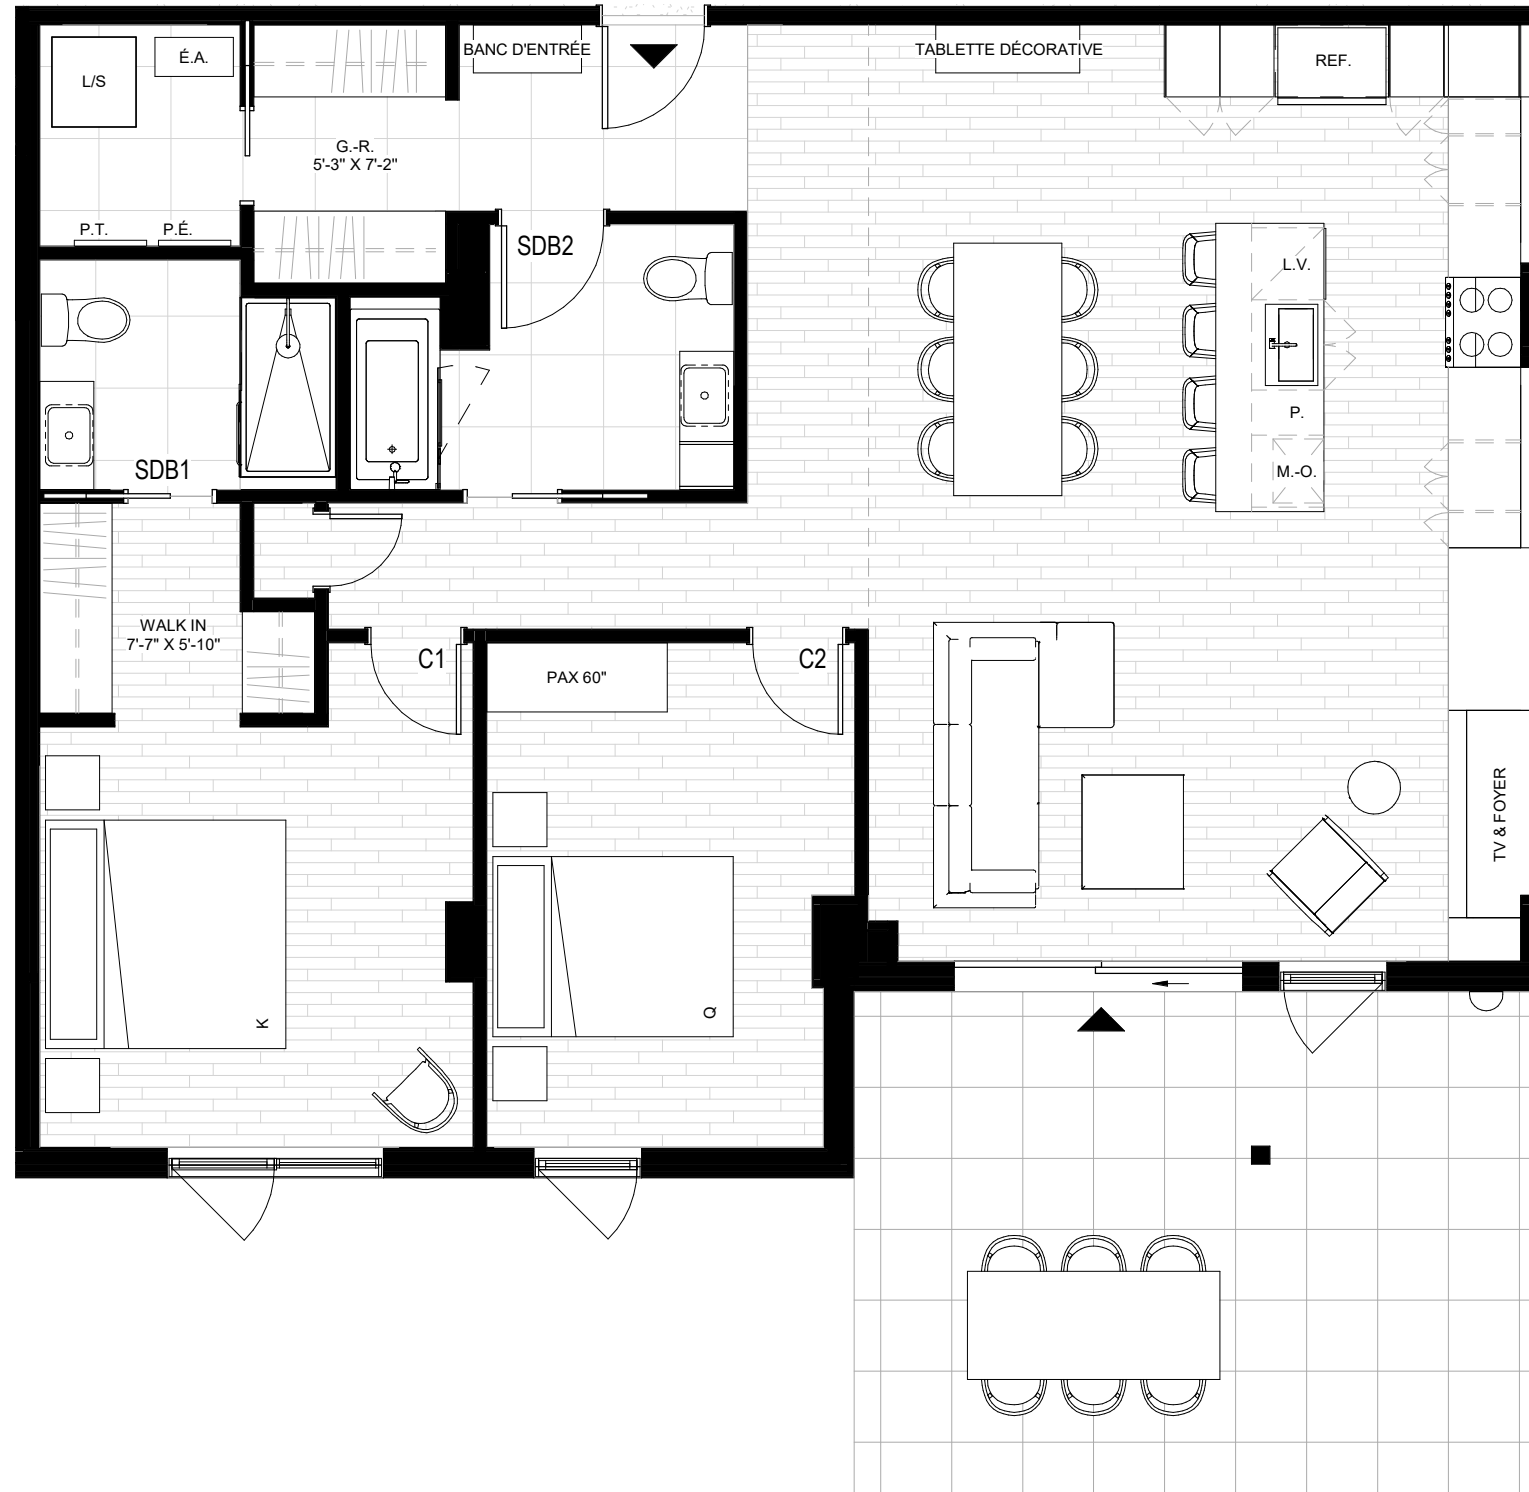 BANC D'ENTRÉE
TABLETTE DÉCORATIVE
É.A.
REF.
L/S
G.-R.
5'-3" X 7'-2"
P.T.
P.É.
SDB2
L.V.
P.
SDB1
M.-O.
WALK IN
7'-7" X 5'-10"
C1
C2
PAX 60"
TV & FOYER
K
Q